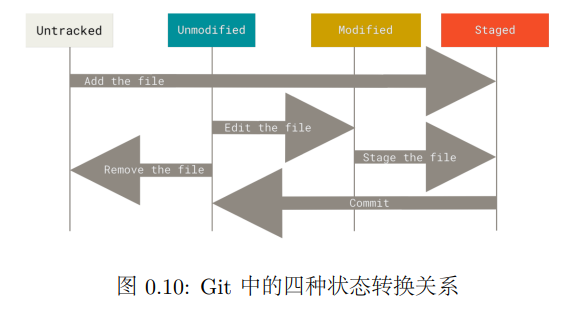 Untracked
Unmodified
Modified
Staged
Add the file
Edit the file
Stage the file
Remove the file
Commit
图 0.10: Git 中的四种状态转换关系